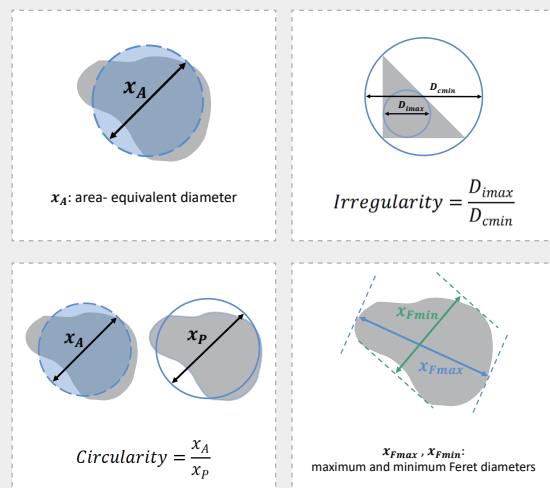 x_A
x_A: area- equivalent diameter
D_cmin
D_imax
Irregularity = D_imax / D_cmin
x_A
x_P
Circularity = x_A / x_P
x_Fmin
x_Fmax
x_Fmax , x_Fmin:
maximum and minimum Feret diameters